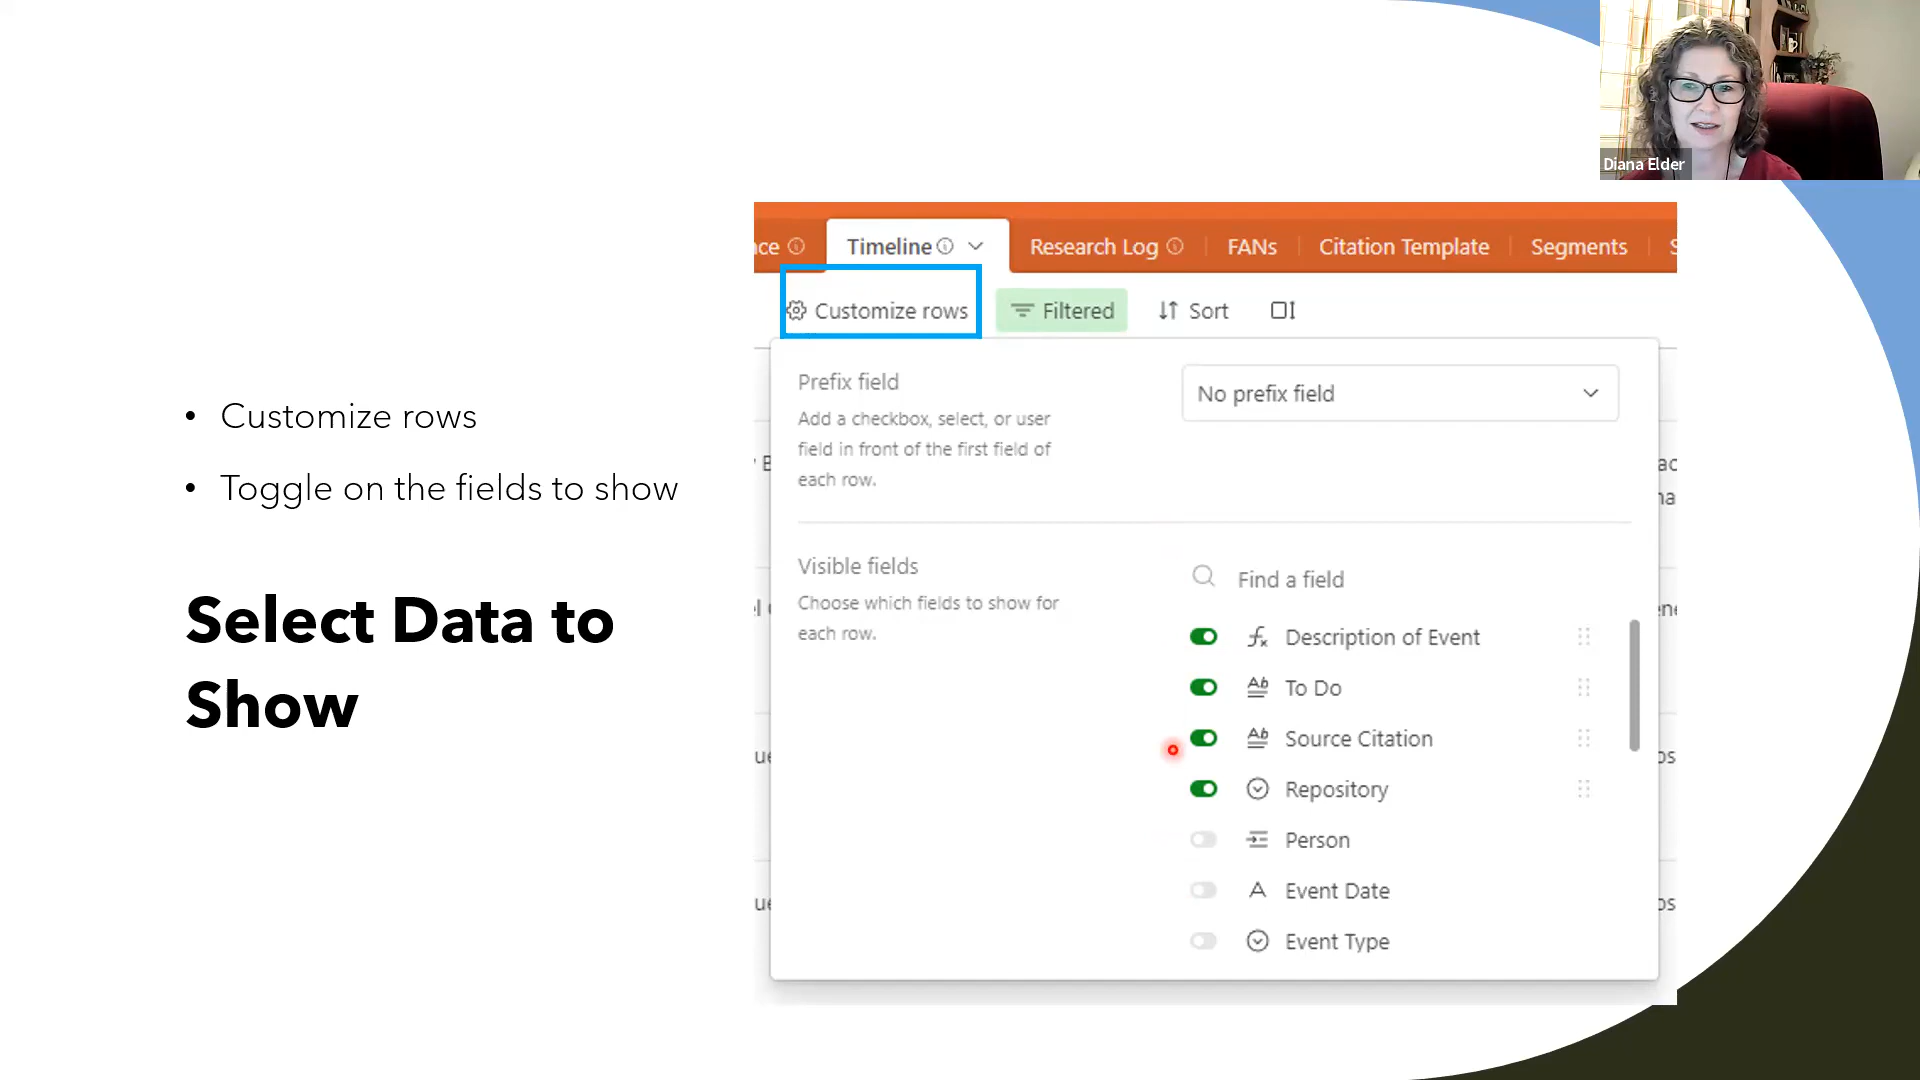 Diana Elder
nce Timeline Research Log FANs Citation Template Segments S
Customize rows Filtered Sort
Prefix field
No prefix field
Add a checkbox, select, or user
field in front of the first field of
each row.
Visible fields
Choose which fields to show for
each row.
Find a field
Description of Event
To Do
Source Citation
Repository
Person
Event Date
Event Type
• Customize rows
• Toggle on the fields to show
Select Data to
Show